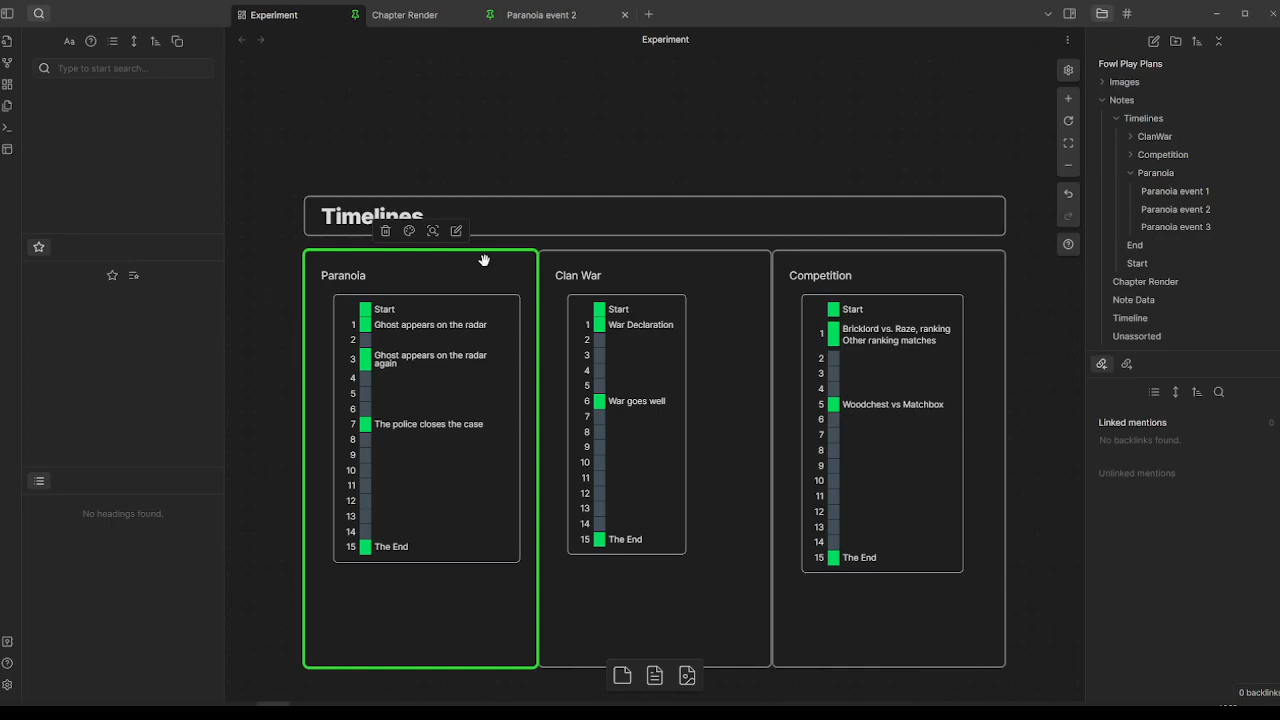 Experiment
Chapter Render
Paranoia event 2
Experiment
Aa
Type to start search...
No headings found.
Timelines
Paranoia
Start
1 Ghost appears on the radar
2
3 Ghost appears on the radar
again
4
5
6
7 The police closes the case
8
9
10
11
12
13
14
15 The End
Clan War
Start
1 War Declaration
2
3
4
5
6 War goes well
7
8
9
10
11
12
13
14
15 The End
Competition
Start
1 Bricklord vs. Raze, ranking
Other ranking matches
2
3
4
5 Woodchest vs Matchbox
6
7
8
9
10
11
12
13
14
15 The End
Fowl Play Plans
Images
Notes
Timelines
ClanWar
Competition
Paranoia
Paranoia event 1
Paranoia event 2
Paranoia event 3
End
Start
Chapter Render
Note Data
Timeline
Unassorted
Linked mentions 0
No backlinks found.
Unlinked mentions
0 backlinks